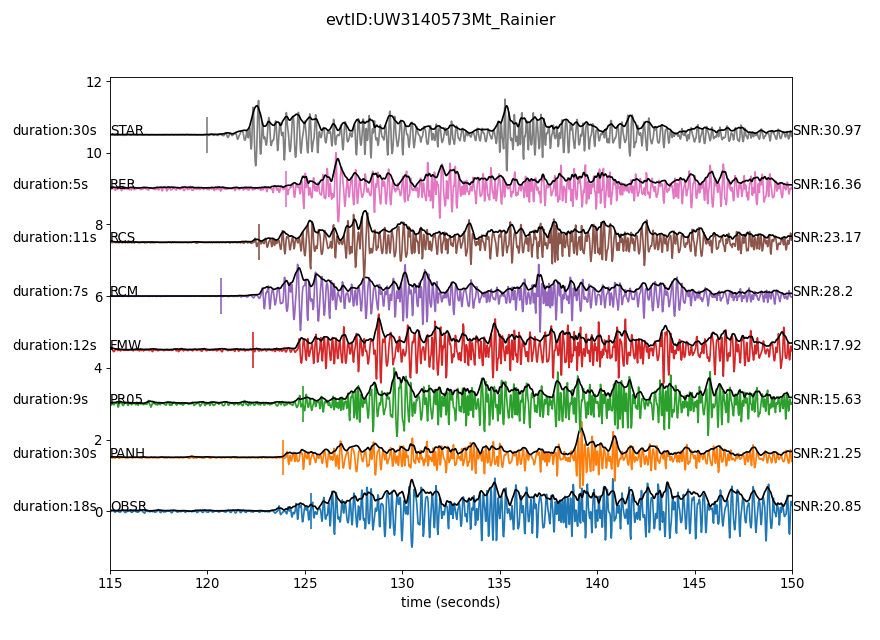 evtID:UW3140573Mt_Rainier
12
duration:30s STAR SNR:30.97
10
duration:5s RER SNR:16.36
8
duration:11s RCS SNR:23.17
duration:7s RCM SNR:28.2
6
duration:12s FMW SNR:17.92
4
duration:9s PR05 SNR:15.63
2
duration:30s PANH SNR:21.25
duration:18s OBSR SNR:20.85
0
115 120 125 130 135 140 145 150
time (seconds)